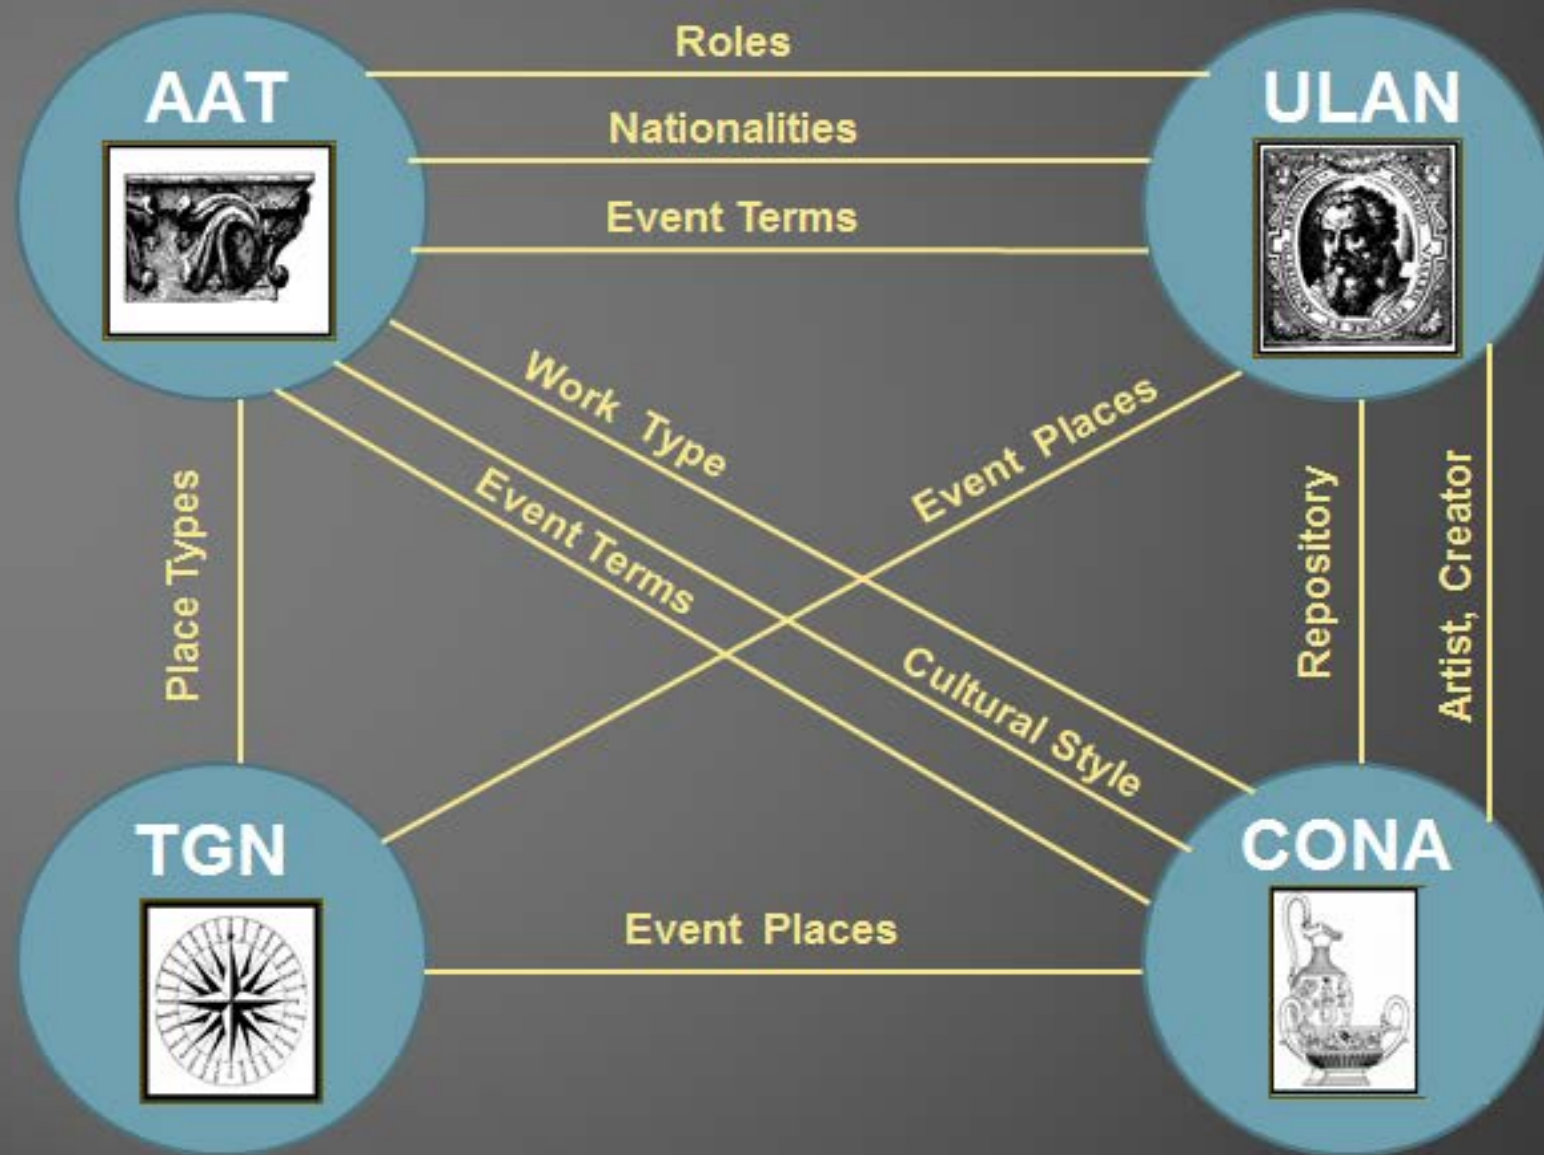 Roles
AAT
ULAN
Nationalities
Event Terms
Work Type
Event Places
Event Terms
Place Types
Repository
Artist, Creator
Cultural Style
TGN
CONA
Event Places